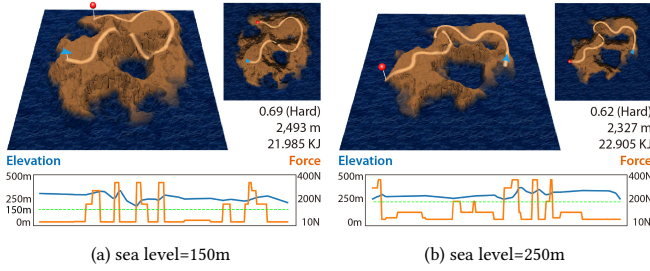 0.69 (Hard)
2,493 m
21.985 KJ
Elevation
Force
500m
400N
250m
200N
150m
0m
10N
(a) sea level=150m
0.62 (Hard)
2,327 m
22.905 KJ
Elevation
Force
500m
400N
250m
200N
0m
10N
(b) sea level=250m